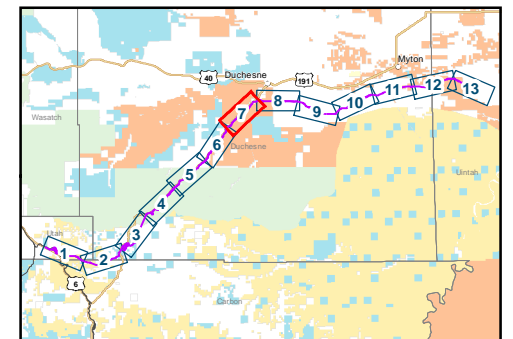 Myton
40
Duchesne
191
13
12
11
10
9
8
7
Wasatch
Duchesne
6
Uintah
5
4
3
Utah
1
2
6
Carbon